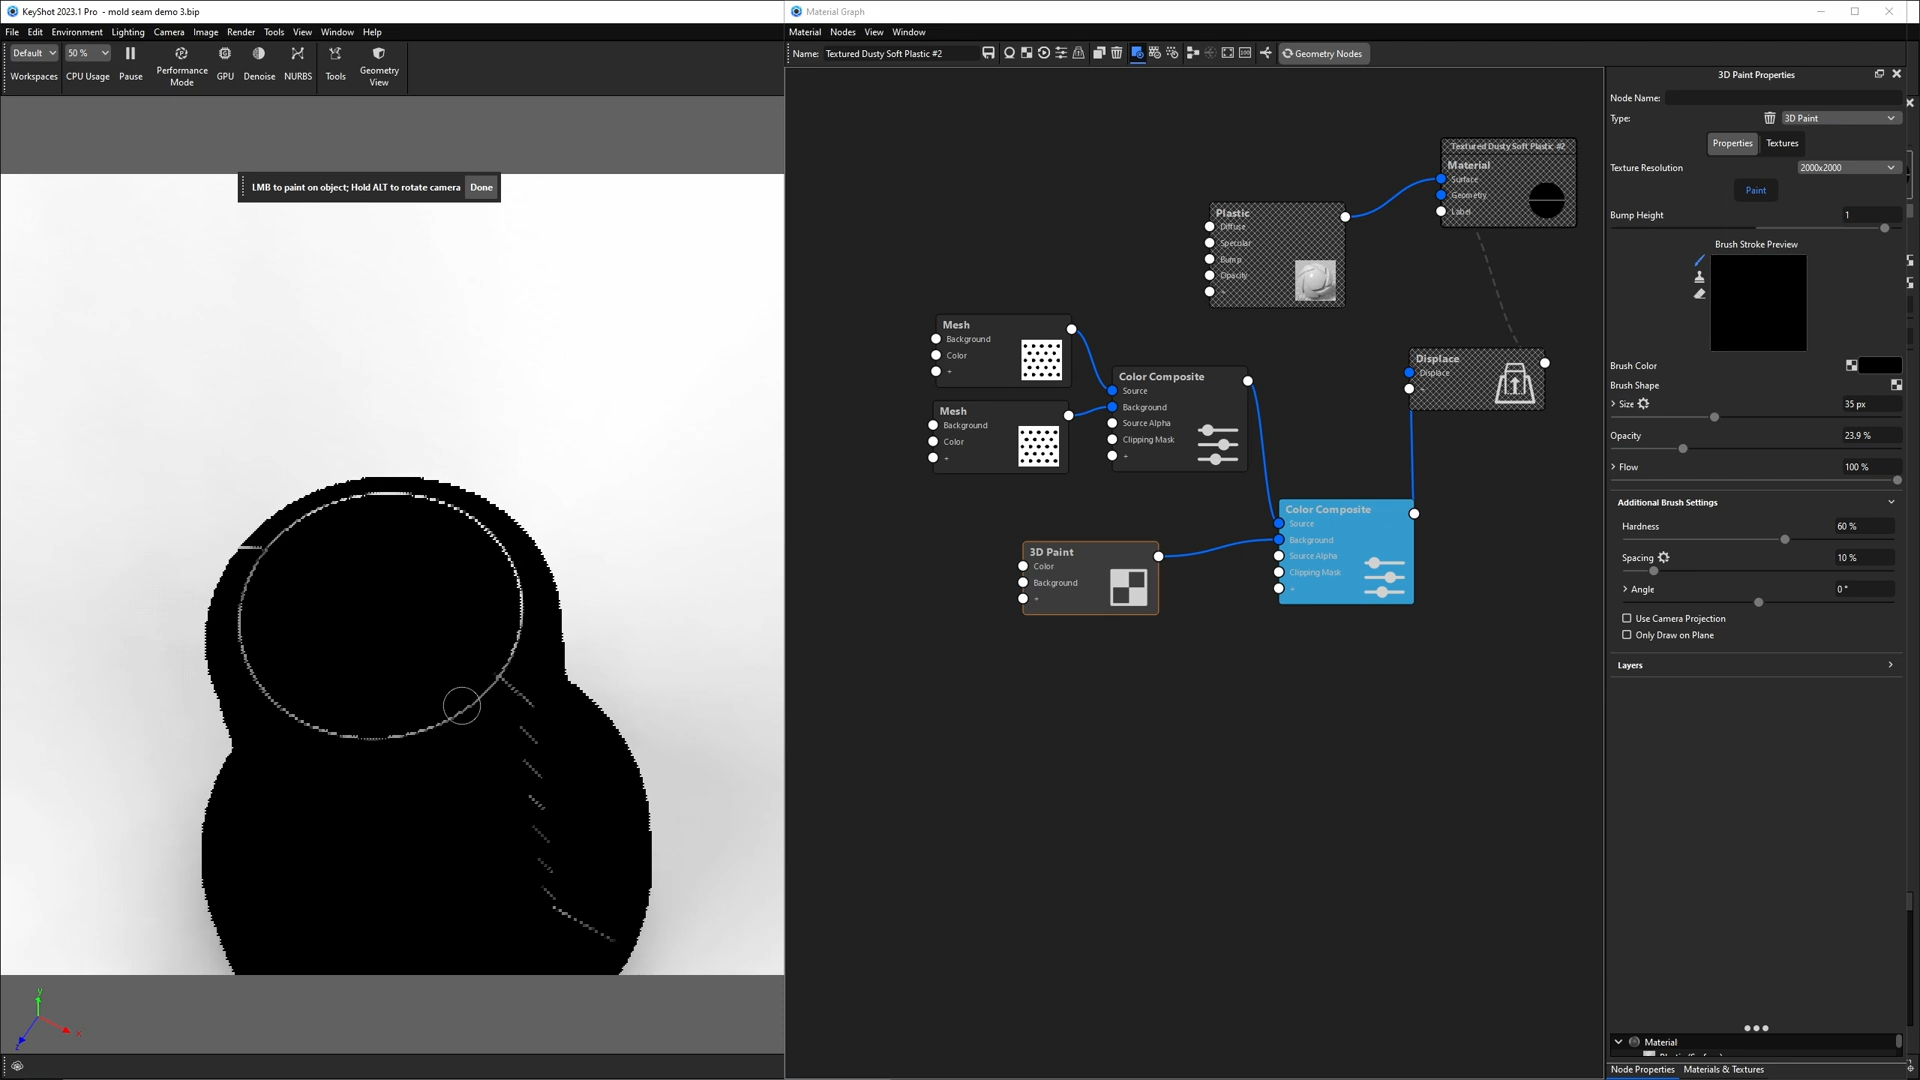 KeyShot 2023.1 Pro - mold seam demo 3.bip
File Edit Environment Lighting Camera Image Render Tools View Window Help
Default 50 %
Workspaces CPU Usage Pause Performance Mode GPU Denoise NURBS Tools Geometry View
LMB to paint on object; Hold ALT to rotate camera Done
y
x
z
Material Graph
Material Nodes View Window
Name: Textured Dusty Soft Plastic #2 Geometry Nodes
Textured Dusty Soft Plastic #2
Material
Surface
Geometry
Label
Plastic
Diffuse
Specular
Bump
Opacity
+
Mesh
Background
Color
+
Mesh
Background
Color
+
Color Composite
Source
Background
Source Alpha
Clipping Mask
+
Displace
Displace
+
3D Paint
Color
Background
+
Color Composite
Source
Background
Source Alpha
Clipping Mask
+
3D Paint Properties
Node Name:
Type: 3D Paint
Properties Textures
Texture Resolution 2000x2000
Paint
Bump Height 1
Brush Stroke Preview
Brush Color
Brush Shape
Size 35 px
Opacity 23.9 %
Flow 100 %
Additional Brush Settings
Hardness 60 %
Spacing 10 %
Angle 0 °
Use Camera Projection
Only Draw on Plane
Layers
Material
Node Properties Materials & Textures